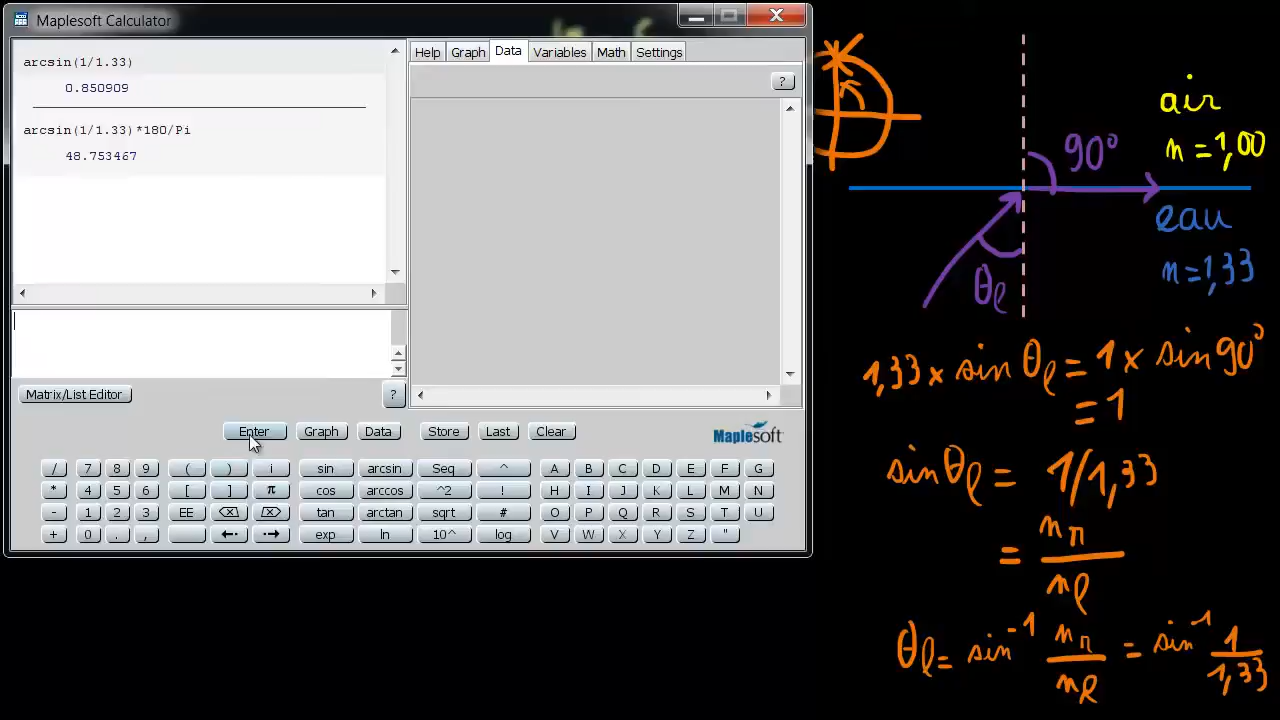 Maplesoft Calculator
arcsin(1/1.33)
0.850909
arcsin(1/1.33)*180/Pi
48.753467
Help Graph Data Variables Math Settings
?
Matrix/List Editor
?
Enter Graph Data Store Last Clear
Maplesoft
/ 7 8 9 ( ) i sin arcsin Seq ^ A B C D E F G
* 4 5 6 [ ] π cos arccos ^2 ! H I J K L M N
- 1 2 3 EE tan arctan sqrt # O P Q R S T U
+ 0 . , exp ln 10^ log V W X Y Z "
air
n = 1,00
90°
eau
n = 1,33
θℓ
1,33 × sin θℓ = 1 × sin 90°
= 1
sin θℓ = 1/1,33
= nr/nℓ
θℓ = sin⁻¹ nr/nℓ = sin⁻¹ 1/1,33